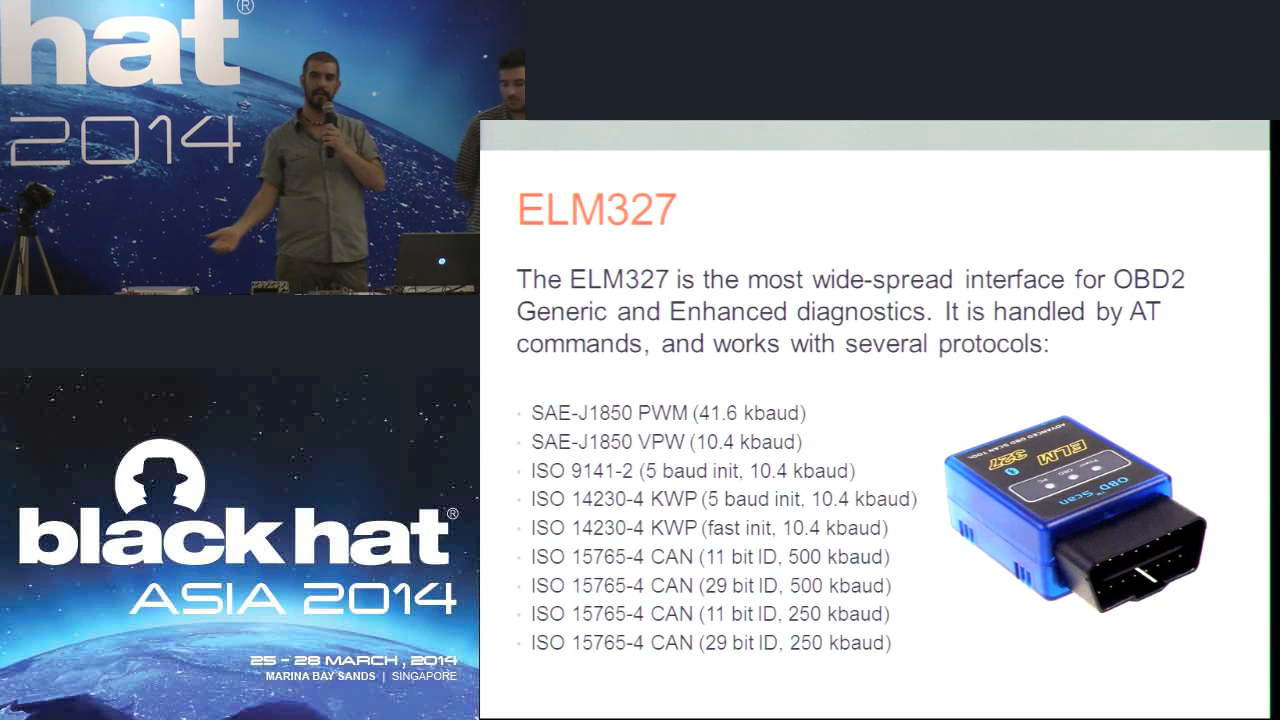 hat®
2014
ELM327
The ELM327 is the most wide-spread interface for OBD2
Generic and Enhanced diagnostics. It is handled by AT
commands, and works with several protocols:
SAE-J1850 PWM (41.6 kbaud)
SAE-J1850 VPW (10.4 kbaud)
ISO 9141-2 (5 baud init, 10.4 kbaud)
ISO 14230-4 KWP (5 baud init, 10.4 kbaud)
ISO 14230-4 KWP (fast init, 10.4 kbaud)
ISO 15765-4 CAN (11 bit ID, 500 kbaud)
ISO 15765-4 CAN (29 bit ID, 500 kbaud)
ISO 15765-4 CAN (11 bit ID, 250 kbaud)
ISO 15765-4 CAN (29 bit ID, 250 kbaud)
ADVANCED OBD SCAN TOOL
ELM
327
Power OBD PC
OBD™Scan
black hat®
ASIA 2014
25 - 28 MARCH, 2014
MARINA BAY SANDS | SINGAPORE